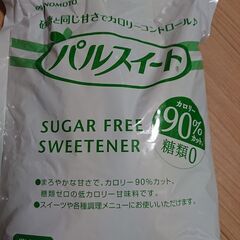 NOMOTO
と同じ甘さでカロリーコントロール♪
パルスイート
カロリー
90%
カット
糖類0
SUGAR FREE
SWEETENER
●まろやかな甘さで、カロリー90%カット、
糖類ゼロの低カロリー甘味料です。
●スイーツや各種調理メニューにお使いいただけます。